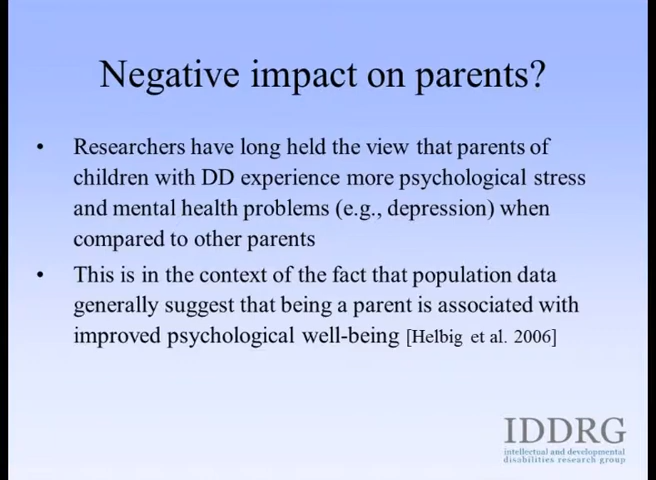 Negative impact on parents?
• Researchers have long held the view that parents of
children with DD experience more psychological stress
and mental health problems (e.g., depression) when
compared to other parents
• This is in the context of the fact that population data
generally suggest that being a parent is associated with
improved psychological well-being [Helbig et al. 2006]
IDDRG
intellectual and developmental
disabilities research group